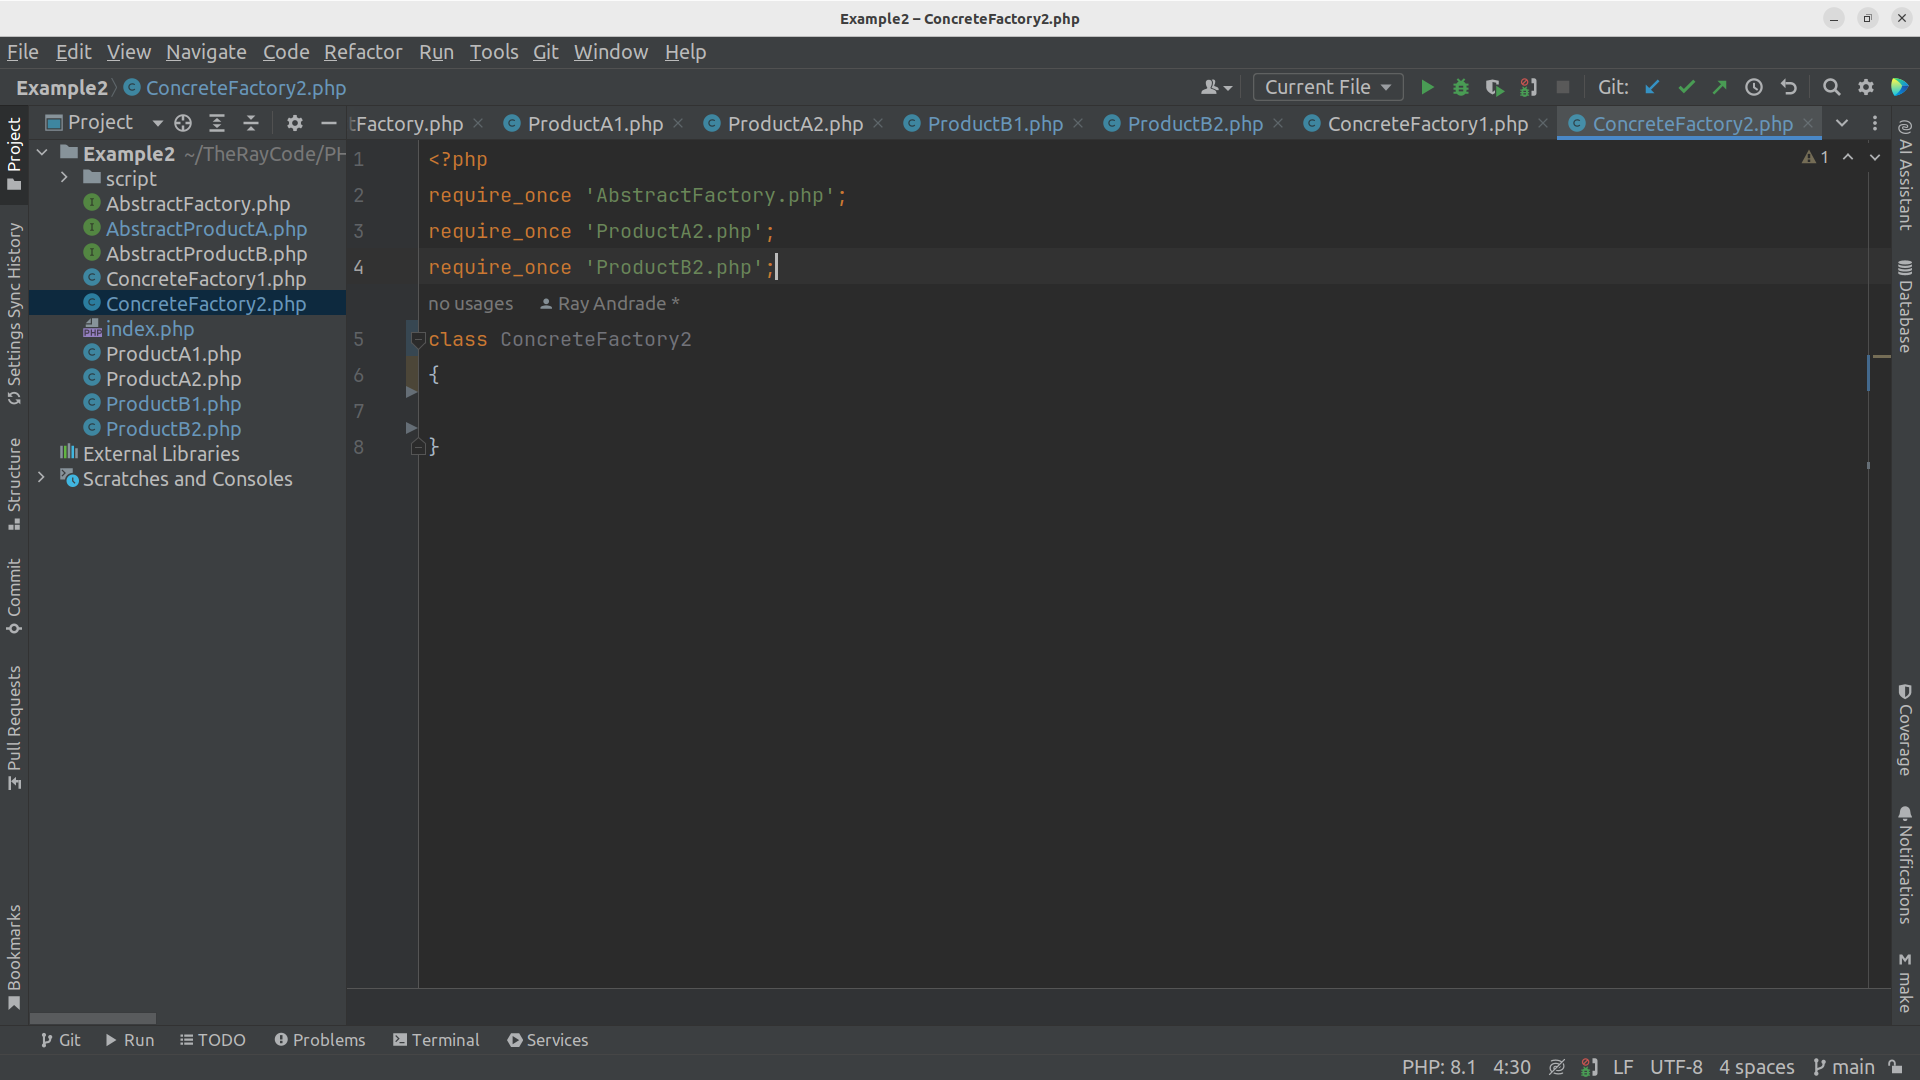 Example2 – ConcreteFactory2.php
File Edit View Navigate Code Refactor Run Tools Git Window Help
Example2 ConcreteFactory2.php Current File Git:
Project
tFactory.php ProductA1.php ProductA2.php ProductB1.php ProductB2.php ConcreteFactory1.php ConcreteFactory2.php
Example2 ~/TheRayCode/PH
script
AbstractFactory.php
AbstractProductA.php
AbstractProductB.php
ConcreteFactory1.php
ConcreteFactory2.php
index.php
ProductA1.php
ProductA2.php
ProductB1.php
ProductB2.php
External Libraries
Scratches and Consoles
1 <?php
2 require_once 'AbstractFactory.php';
3 require_once 'ProductA2.php';
4 require_once 'ProductB2.php';
no usages Ray Andrade *
5 class ConcreteFactory2
6 {
7
8 }
1
Project
Settings Sync History
Structure
Commit
Pull Requests
Bookmarks
AI Assistant
Database
Coverage
Notifications
M make
Git Run TODO Problems Terminal Services
PHP: 8.1 4:30 LF UTF-8 4 spaces main